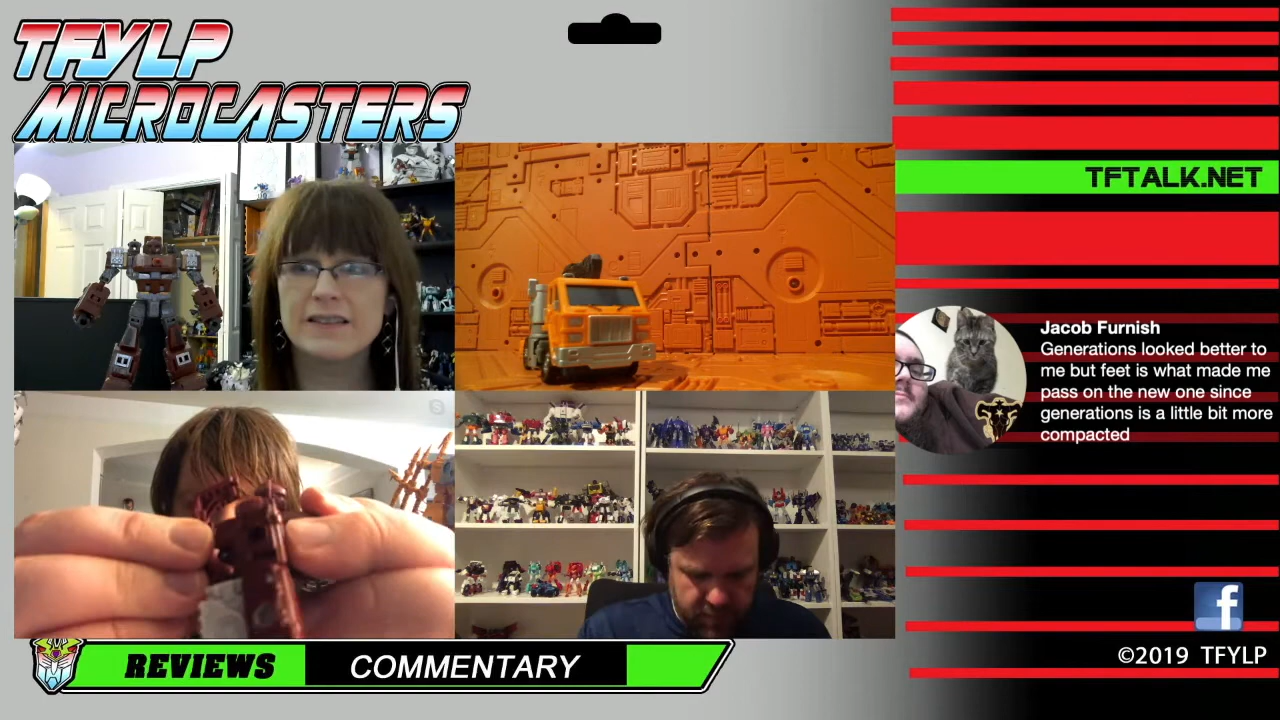 TFYLP
MICROCASTERS
TFTALK.NET
Jacob Furnish
Generations looked better to
me but feet is what made me
pass on the new one since
generations is a little bit more
compacted
f
REVIEWS COMMENTARY
©2019 TFYLP